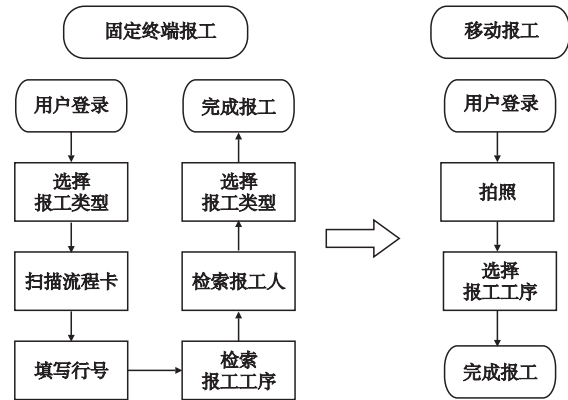 固定终端报工
用户登录
选择
报工类型
扫描流程卡
填写行号
检索
报工工序
检索报工人
选择
报工类型
完成报工
移动报工
用户登录
拍照
选择
报工工序
完成报工